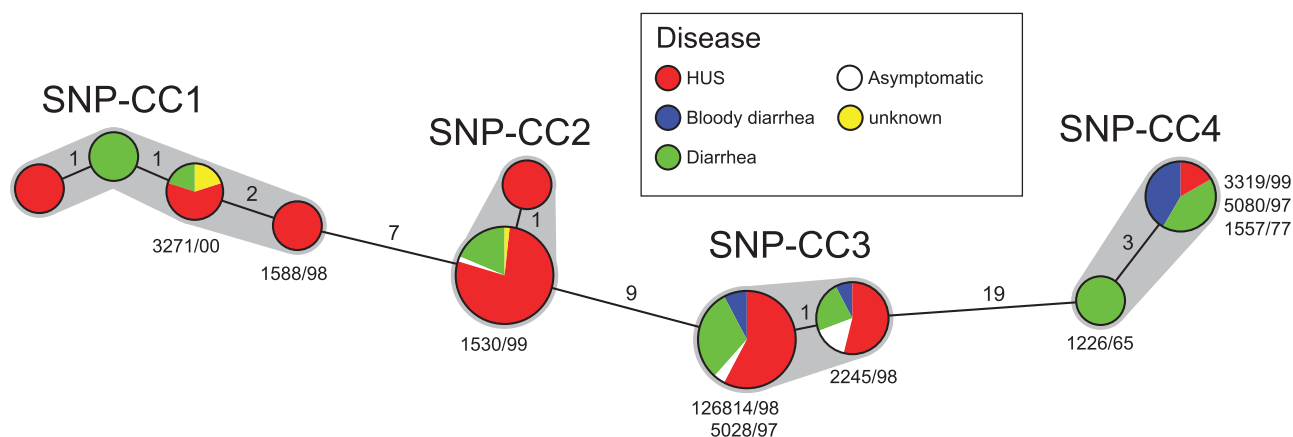 Disease
HUS
Asymptomatic
Bloody diarrhea
unknown
Diarrhea
SNP-CC1
1
1
2
3271/00
1588/98
7
SNP-CC2
1
1530/99
9
SNP-CC3
1
126814/98
5028/97
2245/98
19
SNP-CC4
3319/99
5080/97
1557/77
3
1226/65